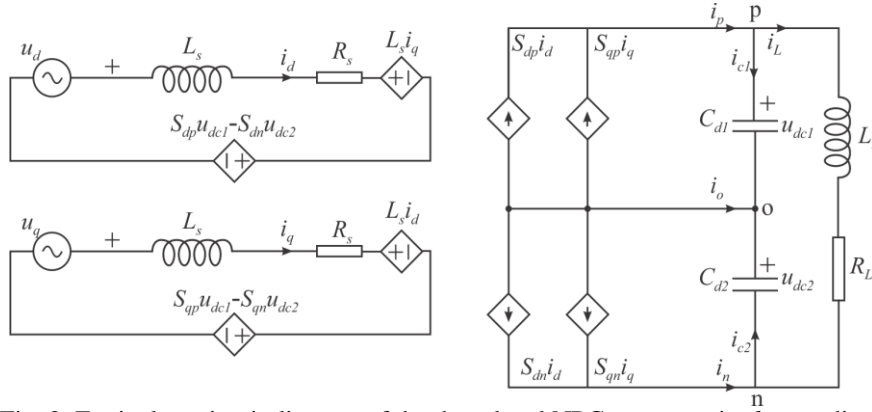 u_d
L_s
i_d
R_s
L_s i_q
S_dp u_dc1-S_dn u_dc2
u_q
L_s
i_q
R_s
L_s i_d
S_qp u_dc1-S_qn u_dc2
i_p
p
i_L
S_dp i_d
S_qp i_q
i_c1
C_d1
u_dc1
i_o
o
C_d2
u_dc2
R_L
i_c2
S_dn i_d
S_qn i_q
i_n
n